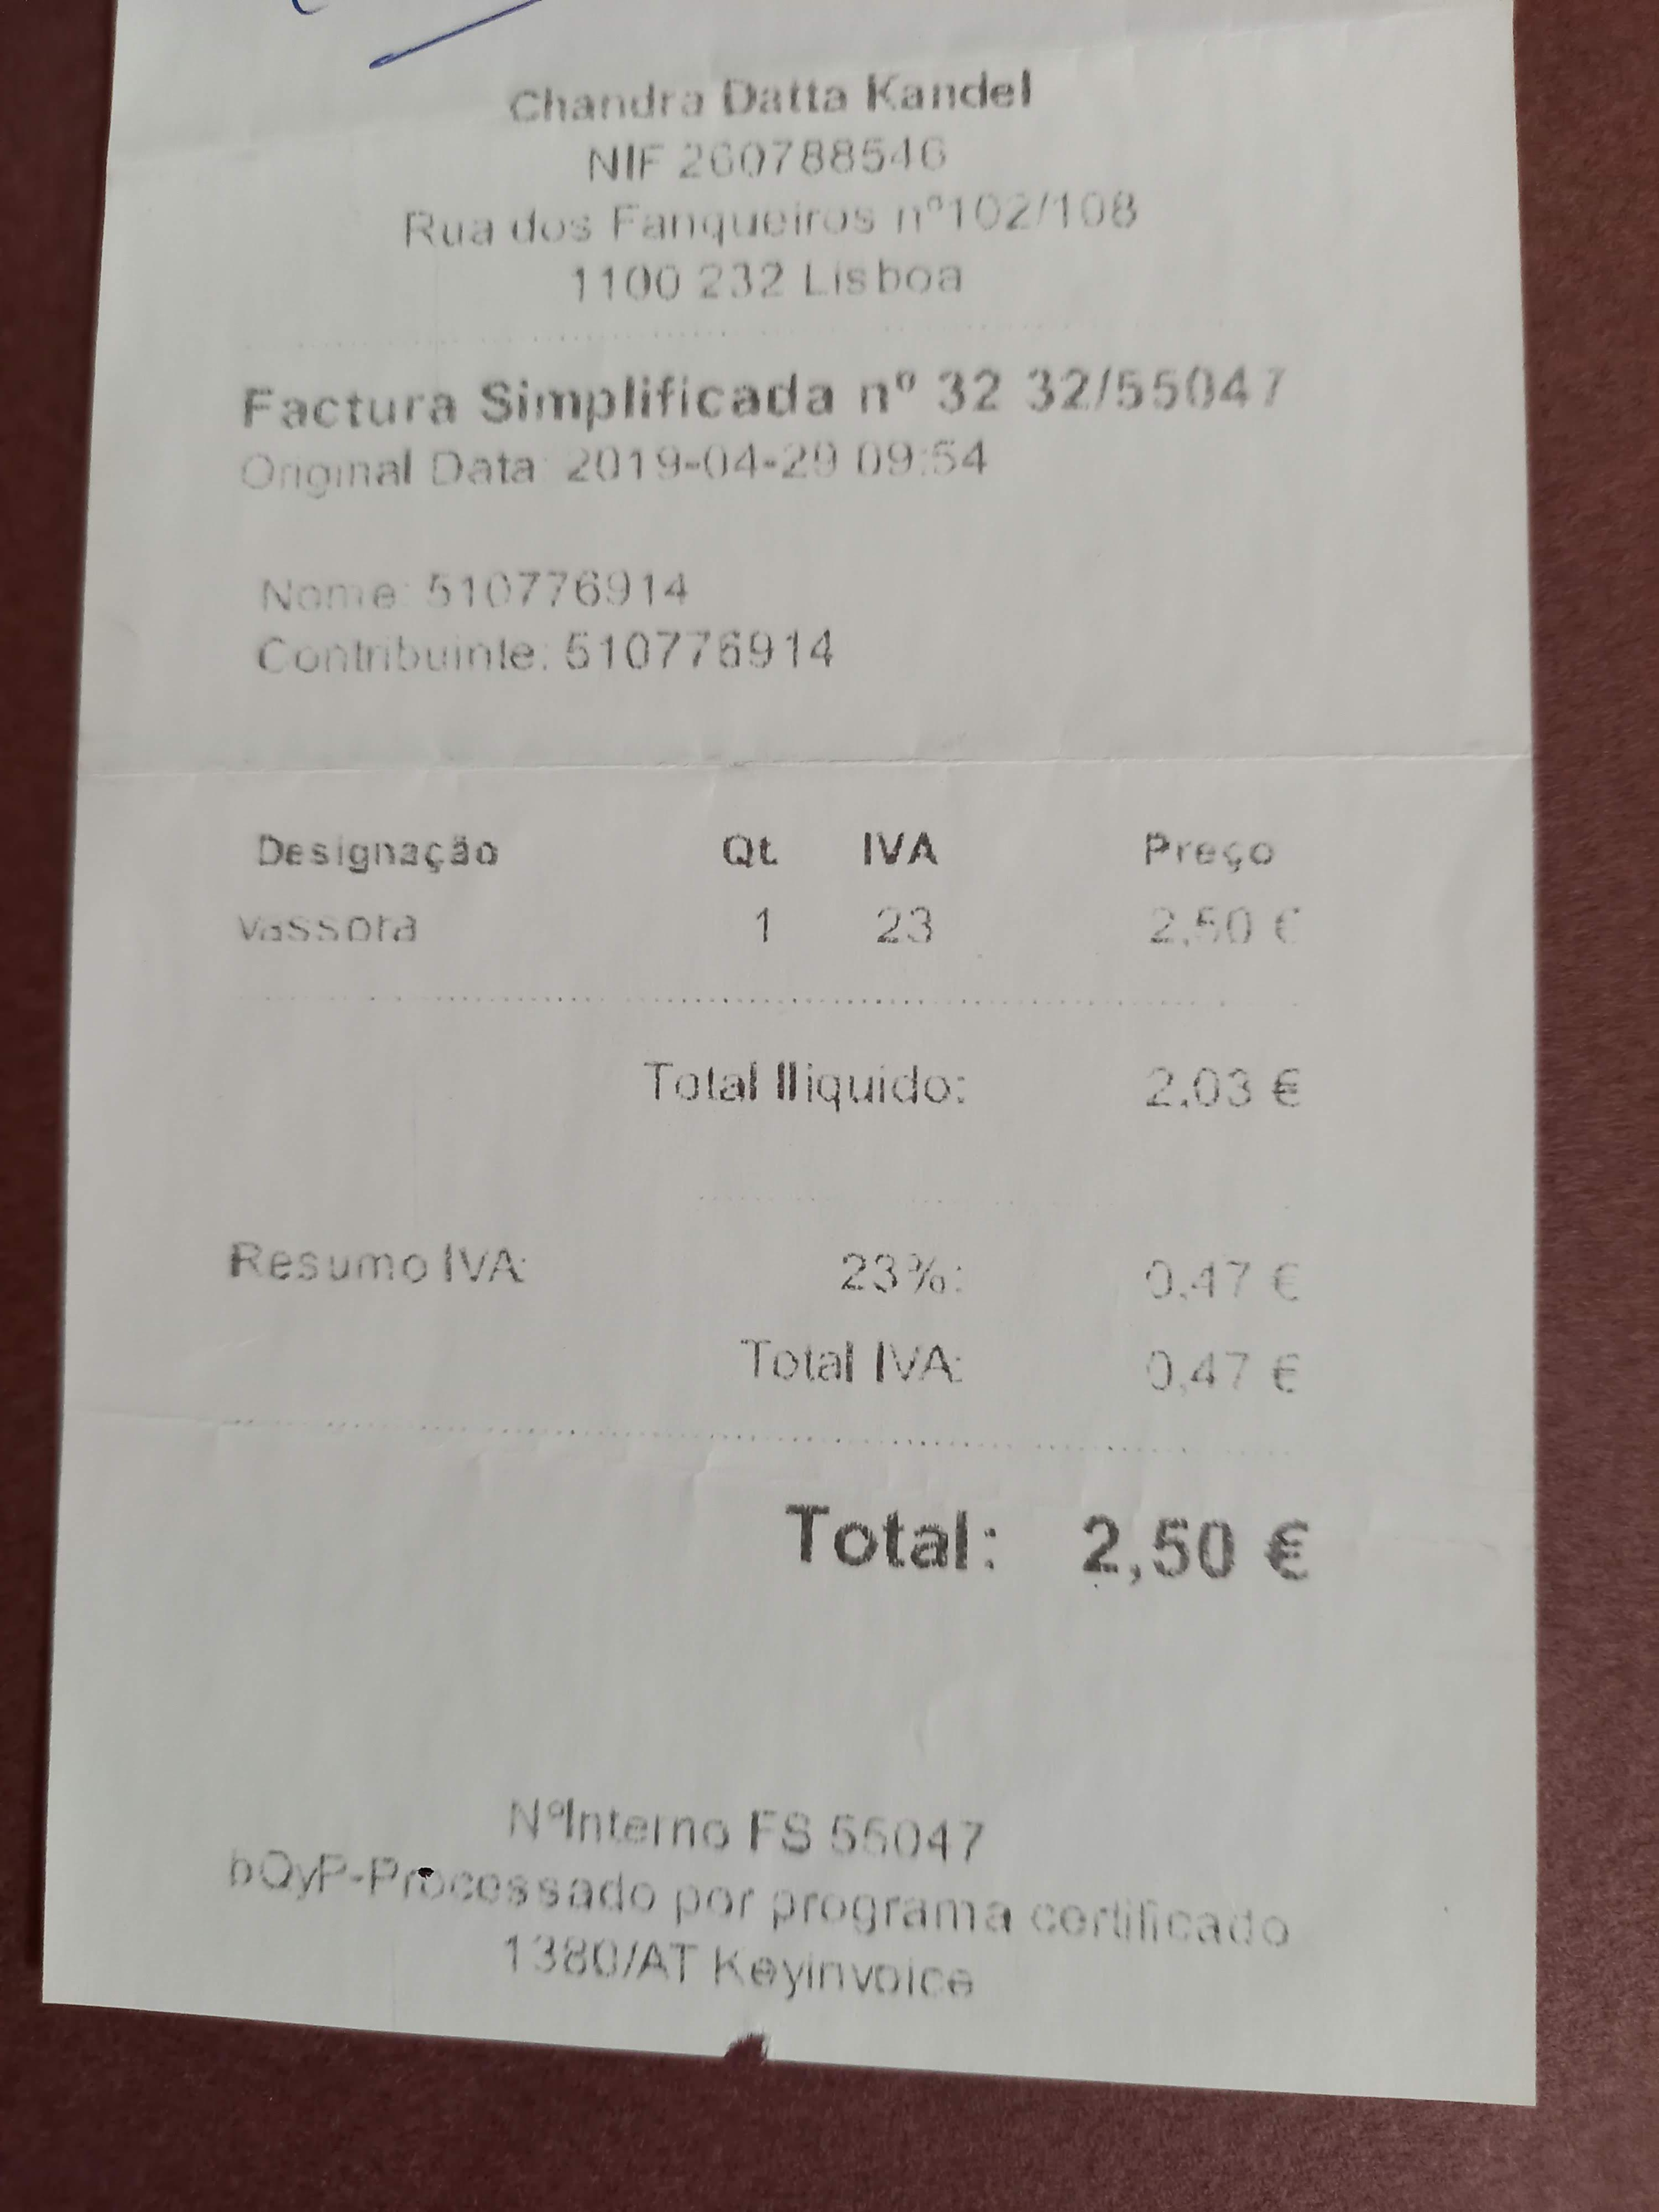 Chandra Datta Kandel
NIF 260788546
Rua dos Fanqueiros nº102/108
1100 232 Lisboa
Factura Simplificada nº 32 32/55047
Original Data: 2019-04-29 09:54
Nome: 510776914
Contribuinte: 510776914
Designação Qt. IVA Preço
vassora 1 23 2,50 €
Total Iliquido: 2,03 €
Resumo IVA: 23%: 0,47 €
Total IVA: 0,47 €
Total: 2,50 €
NºInterno FS 55047
bQyP-Processado por programa certificado
1380/AT Keyinvoice